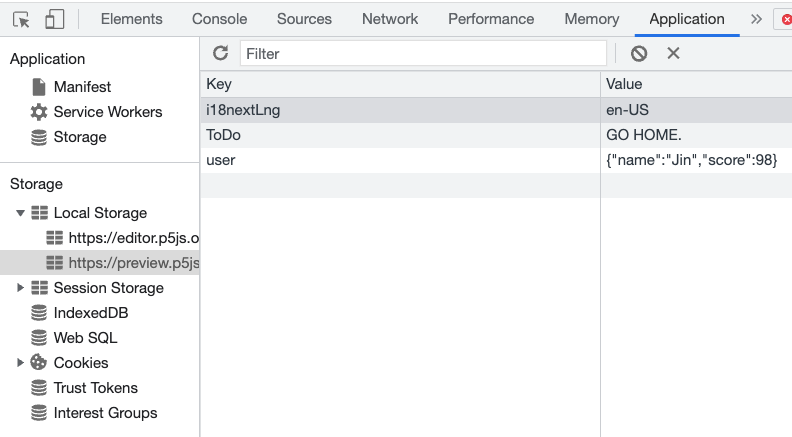 Elements Console Sources Network Performance Memory Application
Application
Manifest
Service Workers
Storage
Storage
Local Storage
https://editor.p5js.o
https://preview.p5js
Session Storage
IndexedDB
Web SQL
Cookies
Trust Tokens
Interest Groups
Filter
Key Value
i18nextLng en-US
ToDo GO HOME.
user {"name":"Jin","score":98}